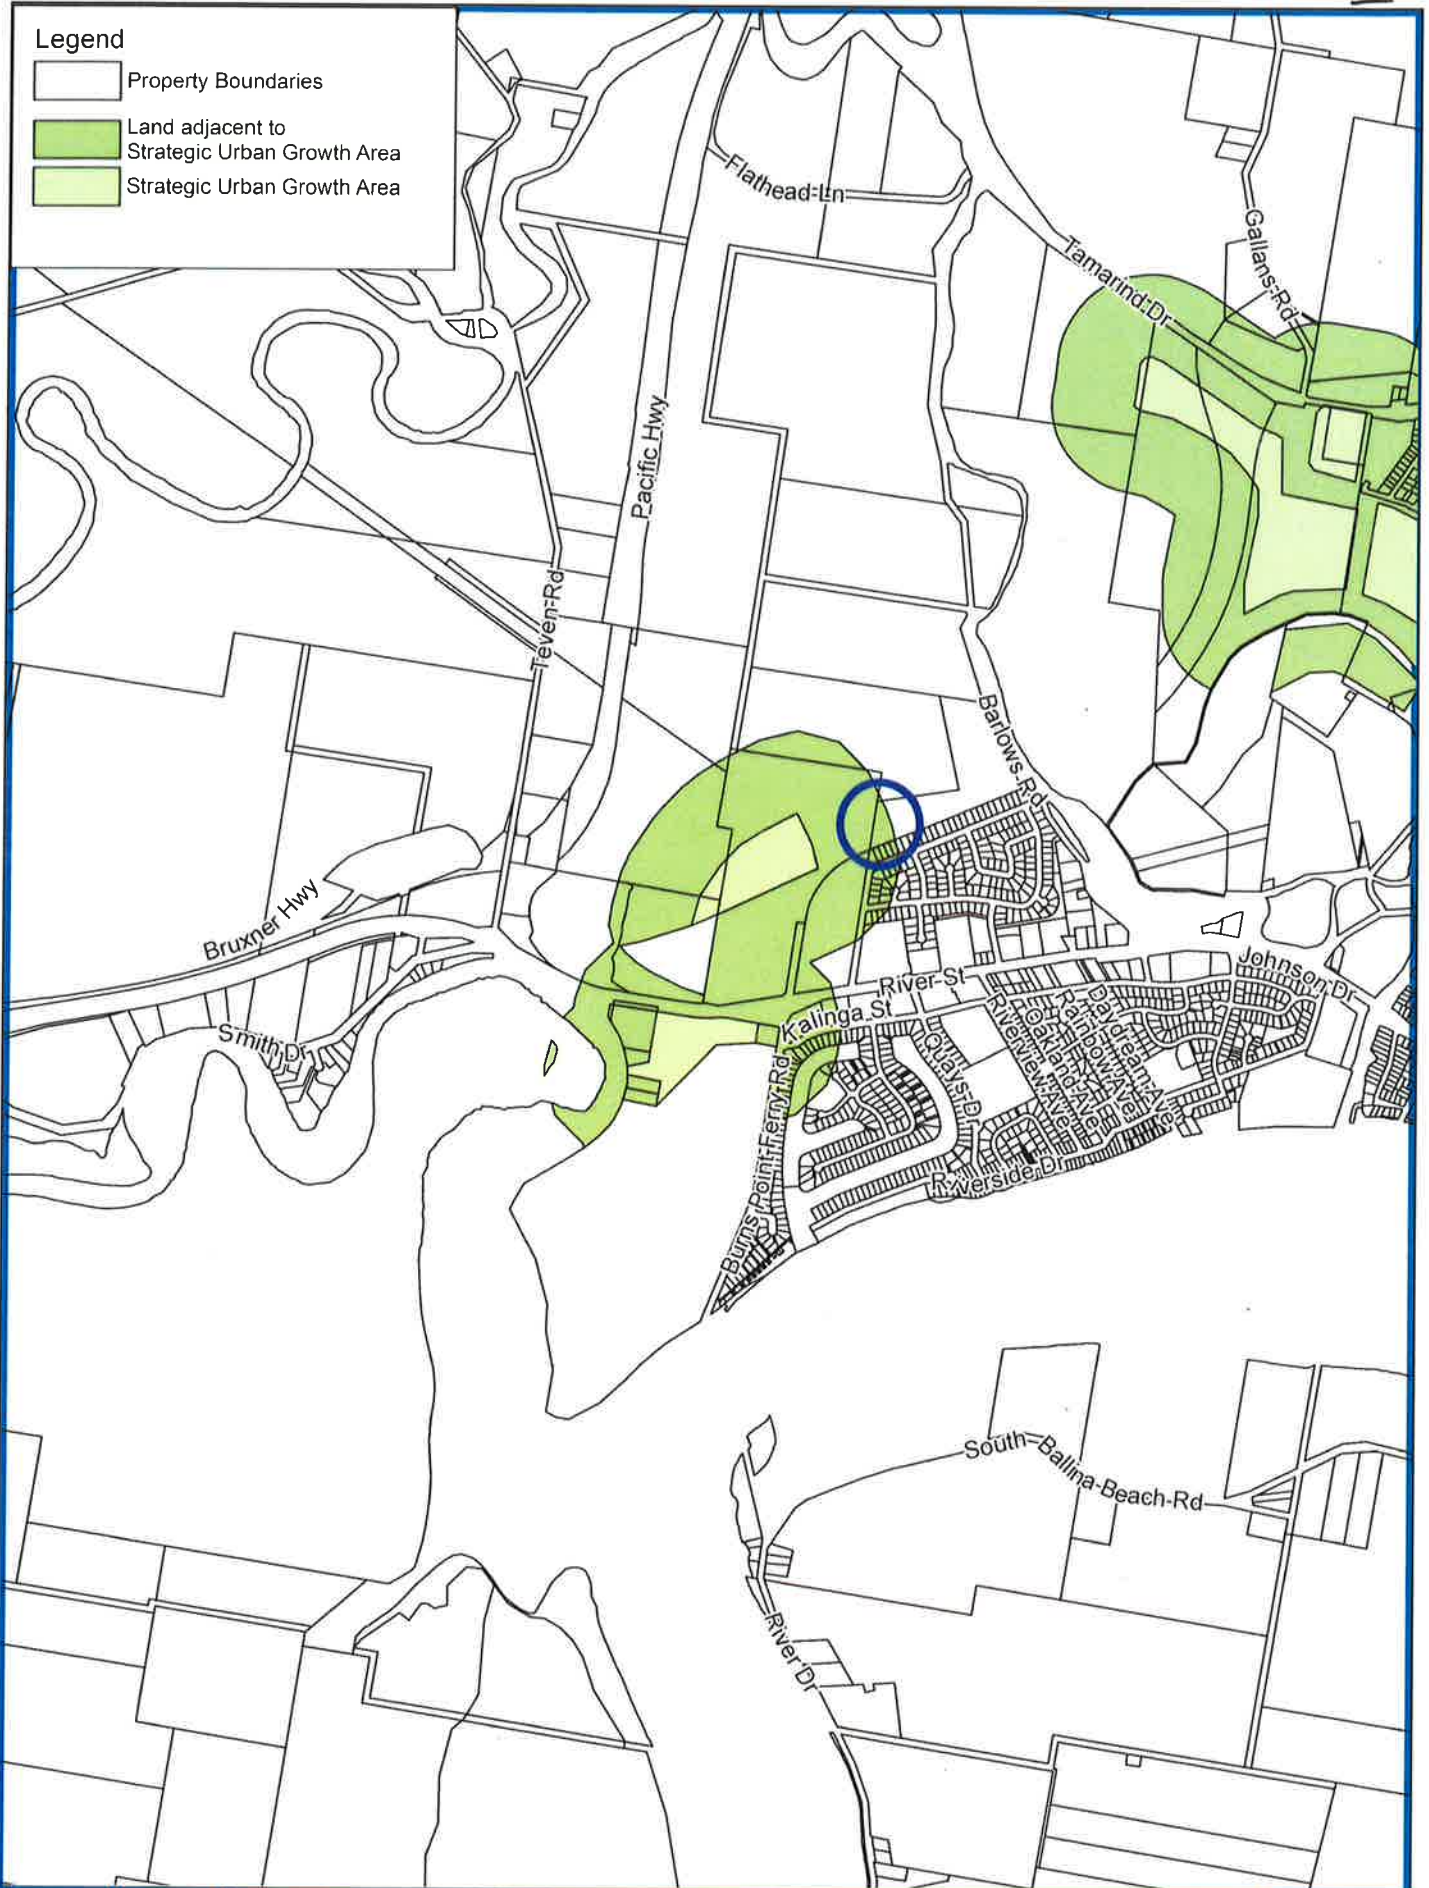 Legend
Property Boundaries
Land adjacent to
Strategic Urban Growth Area
Strategic Urban Growth Area
Flathead Ln
Gallans Rd
Tamarind Dr
Pacific Hwy
Teven Rd
Barlows Rd
Bruxner Hwy
Smith Dr
River St
Kalinga St
Johnson Dr
Quays Dr
Riverview Ave
Oakland Ave
Rainbow Ave
Daydream Ave
Burns Point Ferry Rd
Riverside Dr
South Ballina Beach Rd
River Dr